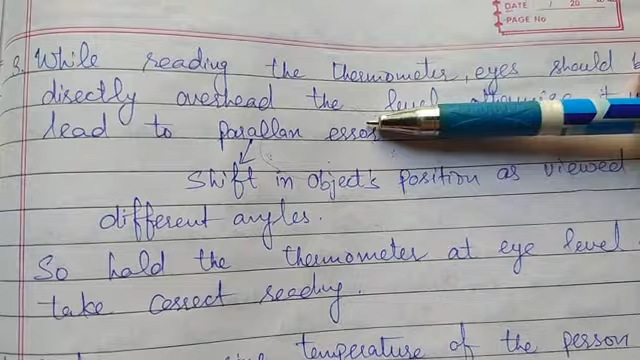 DATE / 20
PAGE No
3. While reading the thermometer, eyes should
directly overhead the level
lead to parallax error
Shift in object's position as viewed
different angles.
So hold the thermometer at eye level
take correct reading.
temperature of the person